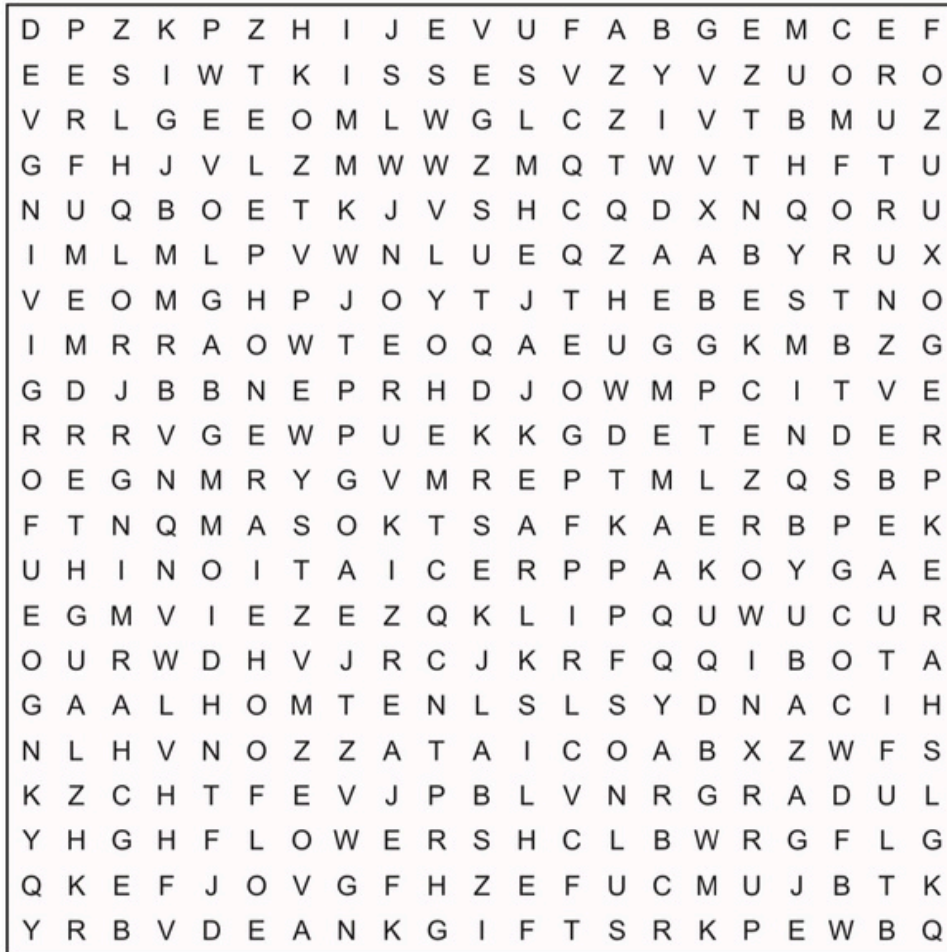 D P Z K P Z H I J E V U F A B G E M C E F
E E S I W T K I S S E S V Z Y V Z U O R O
V R L G E E O M L W G L C Z I V T B M U Z
G F H J V L Z M W W Z M Q T W V T H F T U
N U Q B O E T K J V S H C Q D X N Q O R U
I M L M L P V W N L U E Q Z A A B Y R U X
V E O M G H P J O Y T J T H E B E S T N O
I M R R A O W T E O Q A E U G G K M B Z G
G D J B B N E P R H D J O W M P C I T V E
R R R V G E W P U E K K G D E T E N D E R
O E G N M R Y G V M R E P T M L Z Q S B P
F T N Q M A S O K T S A F K A E R B P E K
U H I N O I T A I C E R P P A K O Y G A E
E G M V I E Z E Z Q K L I P Q U W U C U R
O U R W D H V J R C J K R F Q Q I B O T A
G A A L H O M T E N L S L S Y D N A C I H
N L H V N O Z Z A T A I C O A B X Z W F S
K Z C H T F E V J P B L V N R G R A D U L
Y H G H F L O W E R S H C L B W R G F L G
Q K E F J O V G F H Z E F U C M U J B T K
Y R B V D E A N K G I F T S R K P E W B Q